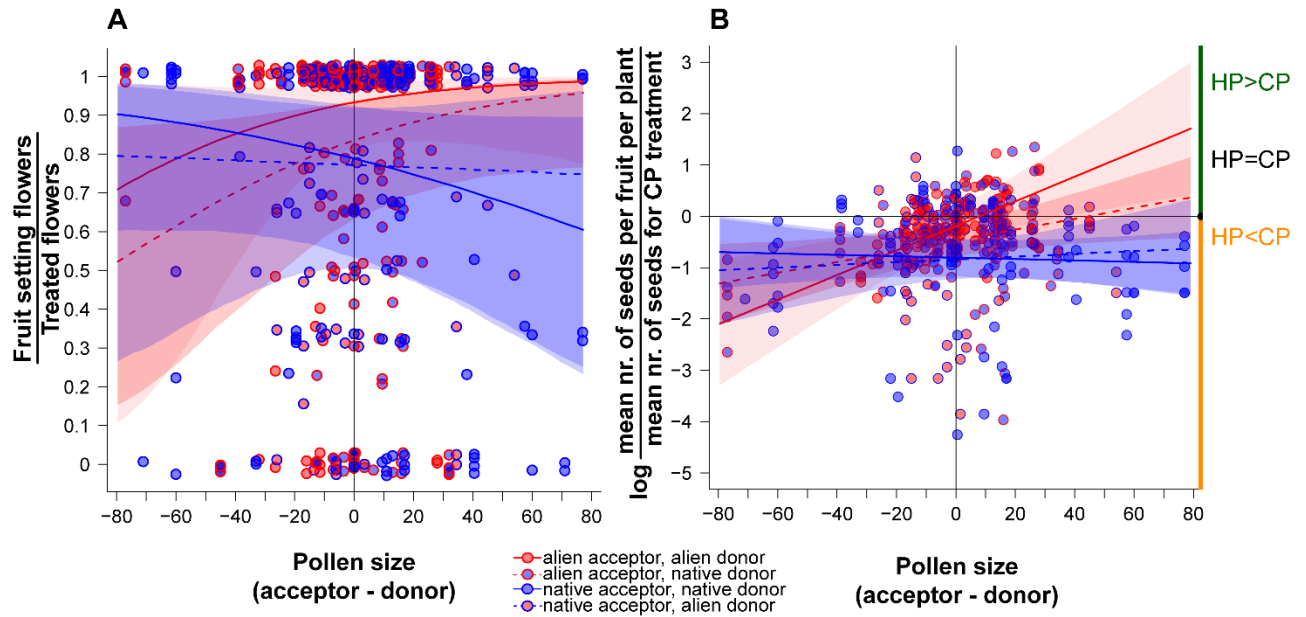 A
Fruit setting flowers
Treated flowers
1
0.9
0.8
0.7
0.6
0.5
0.4
0.3
0.2
0.1
0
−80
−60
−40
−20
0
20
40
60
80
Pollen size
(acceptor - donor)
B
log
mean nr. of seeds per fruit per plant
mean nr. of seeds for CP treatment
3
2
1
0
−1
−2
−3
−4
−5
−80
−60
−40
−20
0
20
40
60
80
HP>CP
HP=CP
HP<CP
Pollen size
(acceptor - donor)
alien acceptor, alien donor
alien acceptor, native donor
native acceptor, native donor
native acceptor, alien donor